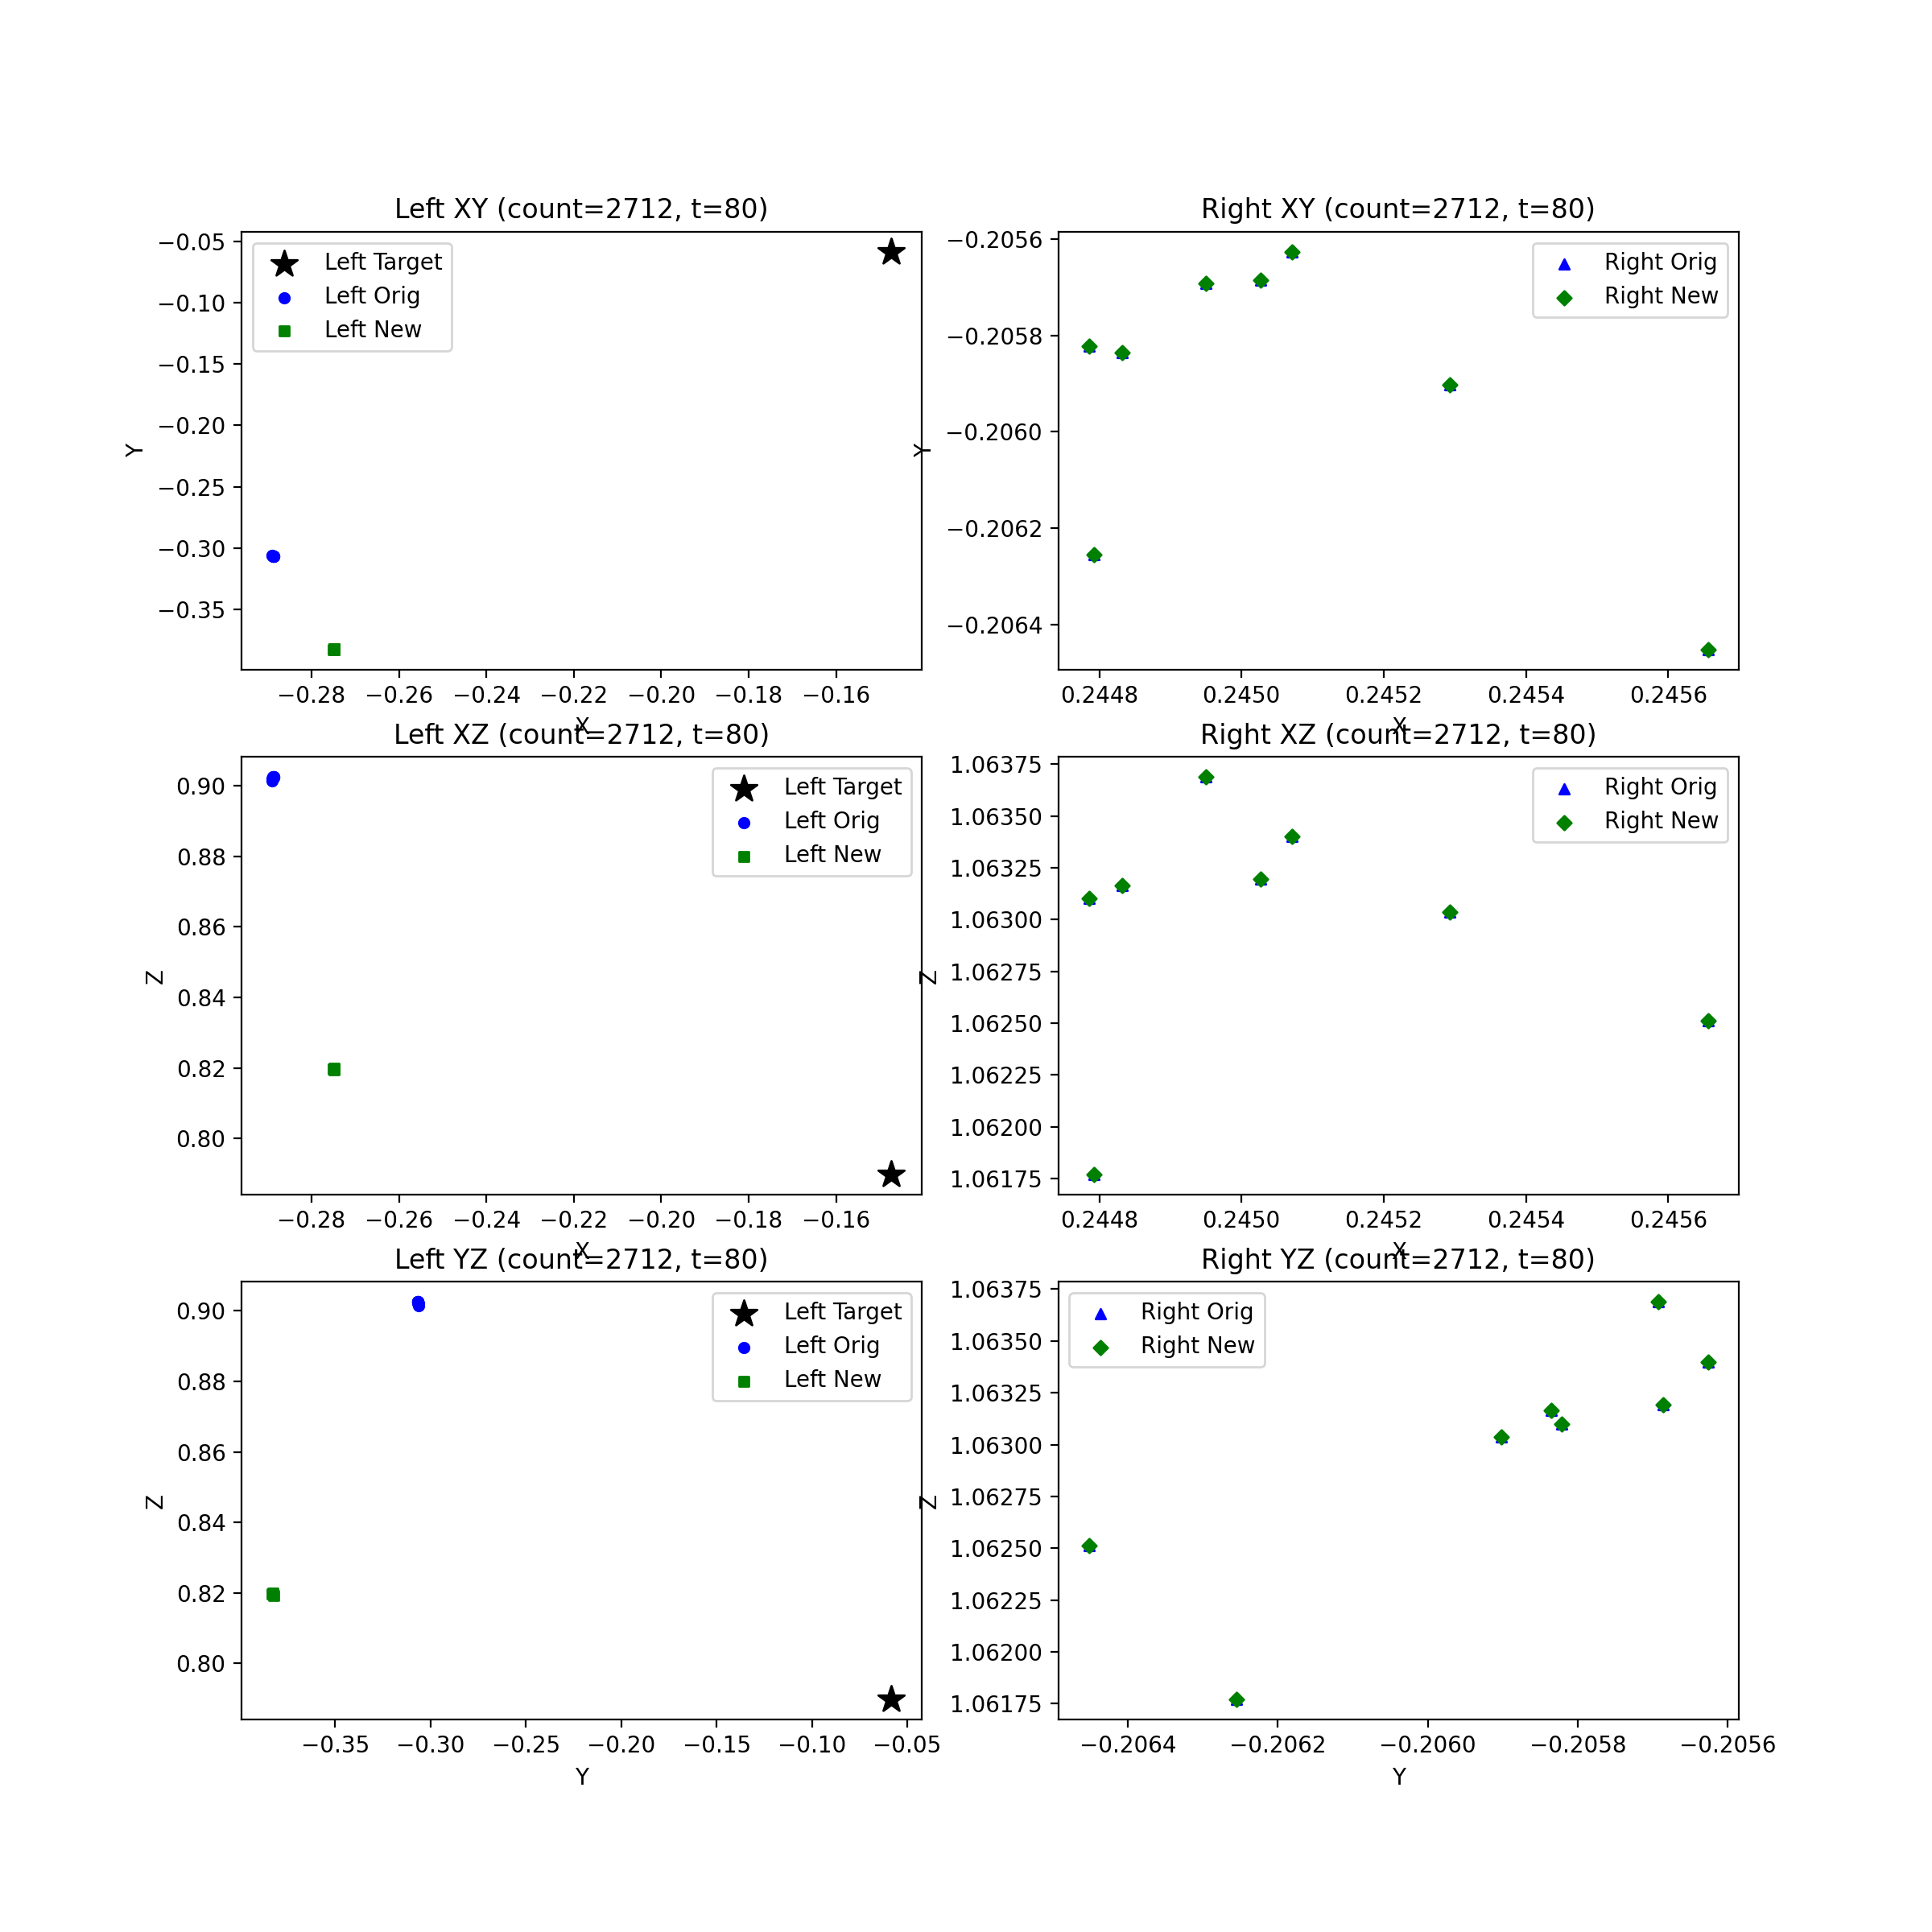 Left XY (count=2712, t=80)
Right XY (count=2712, t=80)
−0.05
−0.10
−0.15
−0.20
−0.25
−0.30
−0.35
Y
Left Target
Left Orig
Left New
−0.28 −0.26 −0.24 −0.22 −0.20 −0.18 −0.16
X
−0.2056
−0.2058
−0.2060
−0.2062
−0.2064
Y
Right Orig
Right New
0.2448 0.2450 0.2452 0.2454 0.2456
X
Left XZ (count=2712, t=80)
Right XZ (count=2712, t=80)
0.90
0.88
0.86
0.84
0.82
0.80
Z
Left Target
Left Orig
Left New
−0.28 −0.26 −0.24 −0.22 −0.20 −0.18 −0.16
X
1.06375
1.06350
1.06325
1.06300
1.06275
1.06250
1.06225
1.06200
1.06175
Z
Right Orig
Right New
0.2448 0.2450 0.2452 0.2454 0.2456
X
Left YZ (count=2712, t=80)
Right YZ (count=2712, t=80)
0.90
0.88
0.86
0.84
0.82
0.80
Z
Left Target
Left Orig
Left New
−0.35 −0.30 −0.25 −0.20 −0.15 −0.10 −0.05
Y
1.06375
1.06350
1.06325
1.06300
1.06275
1.06250
1.06225
1.06200
1.06175
Z
Right Orig
Right New
−0.2064 −0.2062 −0.2060 −0.2058 −0.2056
Y